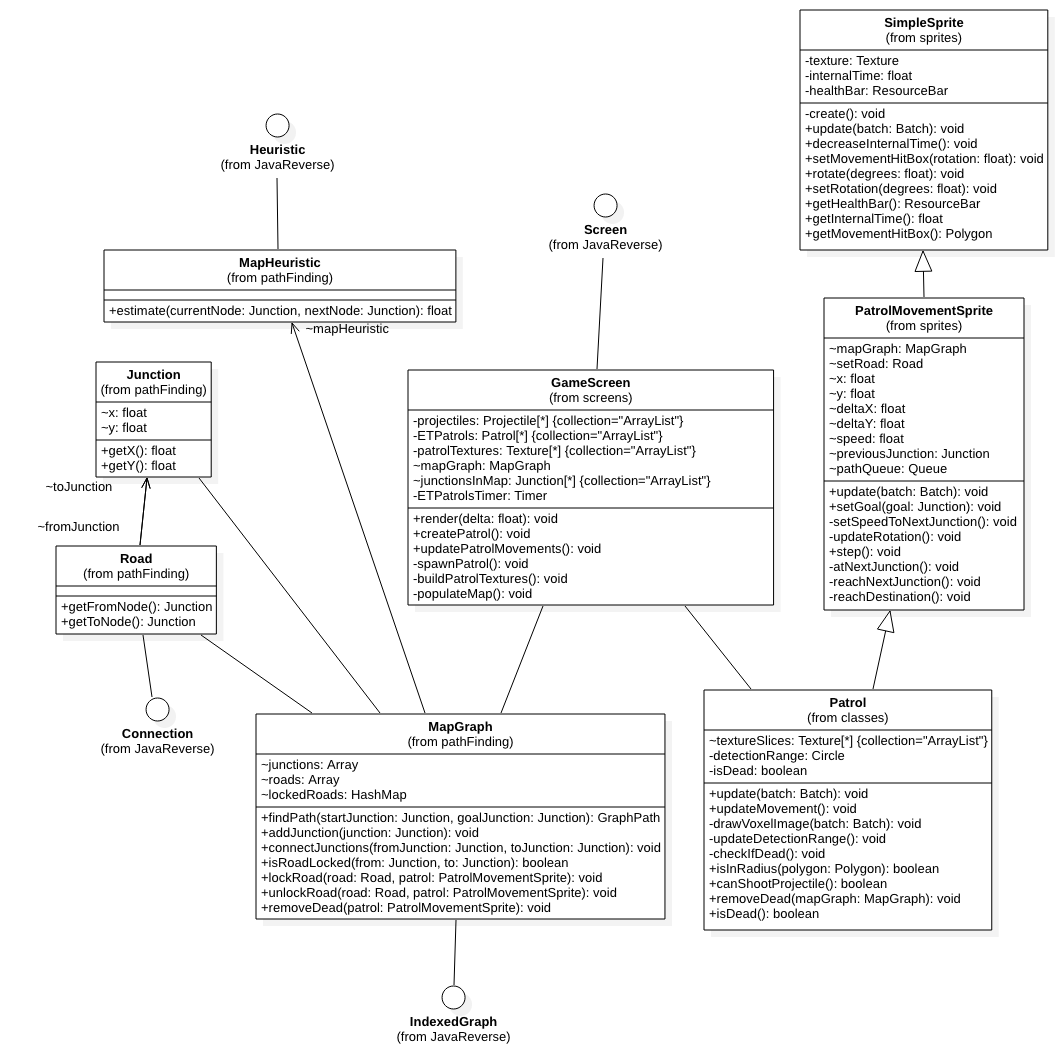 SimpleSprite
(from sprites)
-texture: Texture
-internalTime: float
-healthBar: ResourceBar
-create(): void
+update(batch: Batch): void
+decreaseInternalTime(): void
+setMovementHitBox(rotation: float): void
+rotate(degrees: float): void
+setRotation(degrees: float): void
+getHealthBar(): ResourceBar
+getInternalTime(): float
+getMovementHitBox(): Polygon
Heuristic
(from JavaReverse)
Screen
(from JavaReverse)
MapHeuristic
(from pathFinding)
+estimate(currentNode: Junction, nextNode: Junction): float
~mapHeuristic
PatrolMovementSprite
(from sprites)
~mapGraph: MapGraph
~setRoad: Road
~x: float
~y: float
~deltaX: float
~deltaY: float
~speed: float
~previousJunction: Junction
~pathQueue: Queue
+update(batch: Batch): void
+setGoal(goal: Junction): void
-setSpeedToNextJunction(): void
-updateRotation(): void
+step(): void
-atNextJunction(): void
-reachNextJunction(): void
-reachDestination(): void
Junction
(from pathFinding)
~x: float
~y: float
+getX(): float
+getY(): float
~toJunction
~fromJunction
GameScreen
(from screens)
-projectiles: Projectile[*] {collection="ArrayList"}
-ETPatrols: Patrol[*] {collection="ArrayList"}
-patrolTextures: Texture[*] {collection="ArrayList"}
~mapGraph: MapGraph
~junctionsInMap: Junction[*] {collection="ArrayList"}
-ETPatrolsTimer: Timer
+render(delta: float): void
+createPatrol(): void
+updatePatrolMovements(): void
-spawnPatrol(): void
-buildPatrolTextures(): void
-populateMap(): void
Road
(from pathFinding)
+getFromNode(): Junction
+getToNode(): Junction
Connection
(from JavaReverse)
MapGraph
(from pathFinding)
~junctions: Array
~roads: Array
~lockedRoads: HashMap
+findPath(startJunction: Junction, goalJunction: Junction): GraphPath
+addJunction(junction: Junction): void
+connectJunctions(fromJunction: Junction, toJunction: Junction): void
+isRoadLocked(from: Junction, to: Junction): boolean
+lockRoad(road: Road, patrol: PatrolMovementSprite): void
+unlockRoad(road: Road, patrol: PatrolMovementSprite): void
+removeDead(patrol: PatrolMovementSprite): void
Patrol
(from classes)
~textureSlices: Texture[*] {collection="ArrayList"}
-detectionRange: Circle
-isDead: boolean
+update(batch: Batch): void
+updateMovement(): void
-drawVoxelImage(batch: Batch): void
-updateDetectionRange(): void
-checkIfDead(): void
+isInRadius(polygon: Polygon): boolean
+canShootProjectile(): boolean
+removeDead(mapGraph: MapGraph): void
+isDead(): boolean
IndexedGraph
(from JavaReverse)